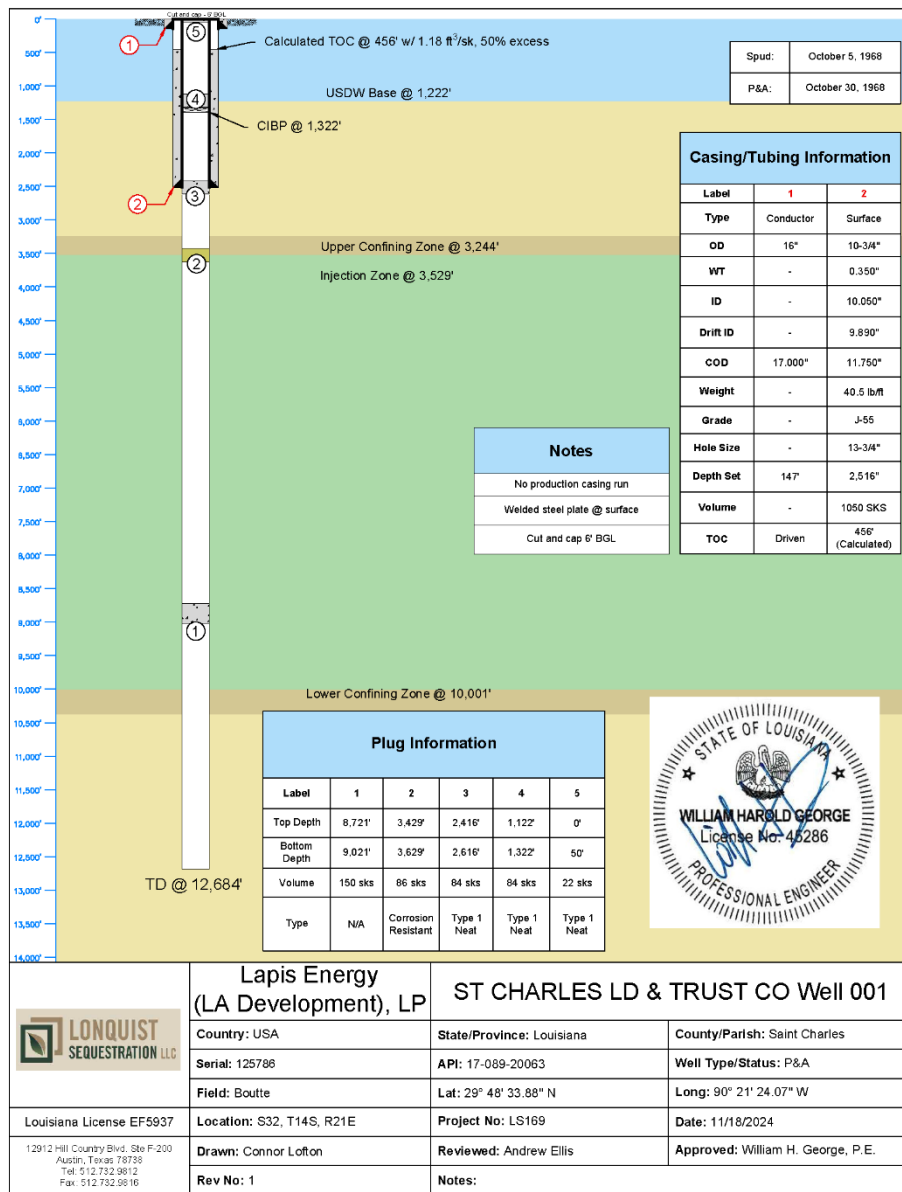 Cut and cap - 6' BGL
0'
500'
1,000'
1,500'
2,000'
2,500'
3,000'
3,500'
4,000'
4,500'
5,000'
5,500'
6,000'
6,500'
7,000'
7,500'
8,000'
8,500'
9,000'
9,500'
10,000'
10,500'
11,000'
11,500'
12,000'
12,500'
13,000'
13,500'
14,000'
1
5
Calculated TOC @ 456' w/ 1.18 ft³/sk, 50% excess
USDW Base @ 1,222'
4
CIBP @ 1,322'
2
3
Upper Confining Zone @ 3,244'
2
Injection Zone @ 3,529'
1
Lower Confining Zone @ 10,001'
TD @ 12,684'
Spud: October 5, 1968
P&A: October 30, 1968
Casing/Tubing Information
Label 1 2
Type Conductor Surface
OD 16" 10-3/4"
WT - 0.350"
ID - 10.050"
Drift ID - 9.890"
COD 17.000" 11.750"
Weight - 40.5 lb/ft
Grade - J-55
Hole Size - 13-3/4"
Depth Set 147' 2,516"
Volume - 1050 SKS
TOC Driven 456' (Calculated)
Notes
No production casing run
Welded steel plate @ surface
Cut and cap 6' BGL
Plug Information
Label 1 2 3 4 5
Top Depth 8,721' 3,429' 2,416' 1,122' 0'
Bottom Depth 9,021' 3,629' 2,616' 1,322' 50'
Volume 150 sks 86 sks 84 sks 84 sks 22 sks
Type N/A Corrosion Resistant Type 1 Neat Type 1 Neat Type 1 Neat
STATE OF LOUISIANA
WILLIAM HAROLD GEORGE
License No. 45286
PROFESSIONAL ENGINEER
LONQUIST
SEQUESTRATION LLC
Louisiana License EF5937
12912 Hill Country Blvd. Ste F-200
Austin, Texas 78738
Tel: 512.732.9812
Fax: 512.732.9816
Lapis Energy
(LA Development), LP
ST CHARLES LD & TRUST CO Well 001
Country: USA
State/Province: Louisiana
County/Parish: Saint Charles
Serial: 125786
API: 17-089-20063
Well Type/Status: P&A
Field: Boutte
Lat: 29° 48' 33.88" N
Long: 90° 21' 24.07" W
Location: S32, T14S, R21E
Project No: LS169
Date: 11/18/2024
Drawn: Connor Lofton
Reviewed: Andrew Ellis
Approved: William H. George, P.E.
Rev No: 1
Notes: